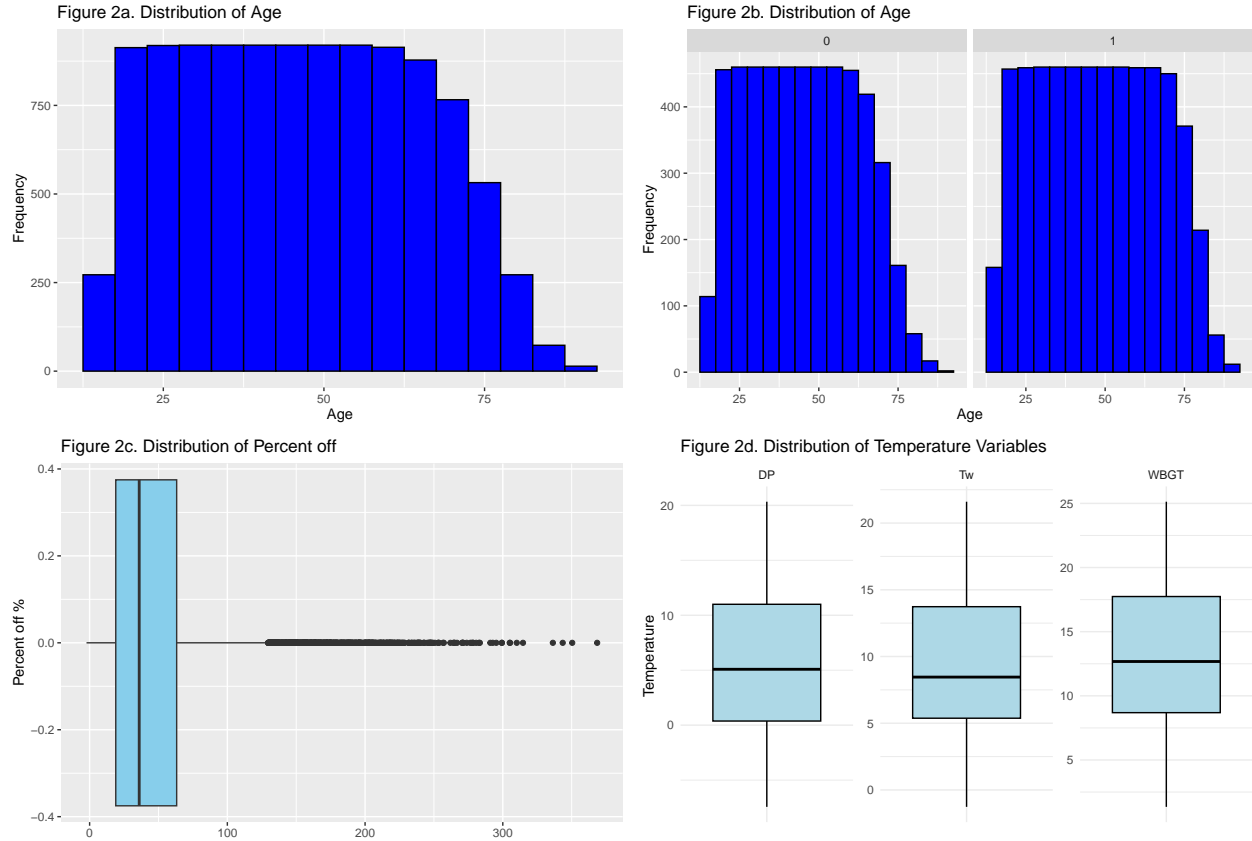 Figure 2a. Distribution of Age
Frequency
750
500
250
0
25 50 75
Age
Figure 2b. Distribution of Age
0 1
Frequency
400
300
200
100
0
25 50 75 25 50 75
Age
Figure 2c. Distribution of Percent off
Percent off %
0.4
0.2
0.0
−0.2
−0.4
0 100 200 300
Figure 2d. Distribution of Temperature Variables
DP Tw WBGT
Temperature
20
10
0
20
15
10
5
0
25
20
15
10
5